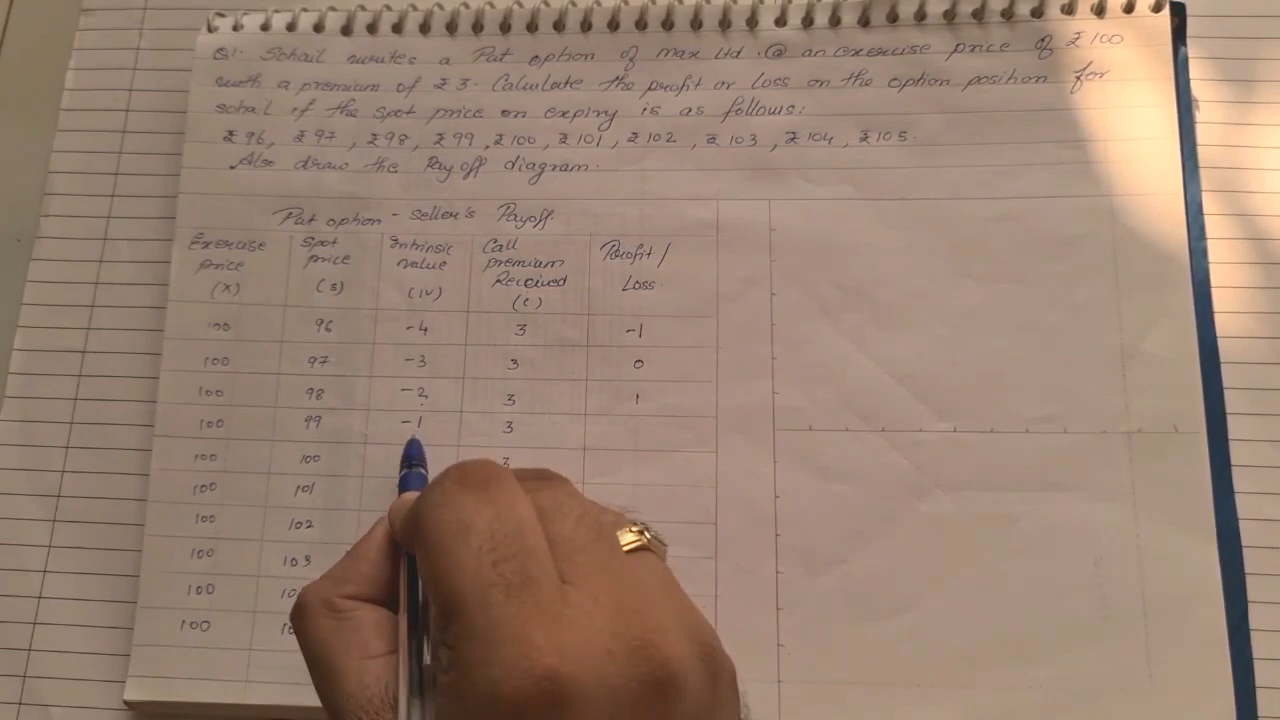 Q1. Sohail writes a Put option of Max Ltd. @ an exercise price of ₹100
with a premium of ₹3. Calculate the profit or Loss on the option position for
sohail if the spot price on expiry is as follows:
₹96, ₹97, ₹98, ₹99, ₹100, ₹101, ₹102, ₹103, ₹104, ₹105.
Also draw the Pay off diagram.
Put option - seller's Payoff.
Exercise price (X) Spot price (S) Intrinsic value (IV) Call premium Received (C) Profit / Loss.
100 96 -4 3 -1
100 97 -3 3 0
100 98 -2 3 1
100 99 -1 3
100 100 3
100 101
100 102
100 103
100
100